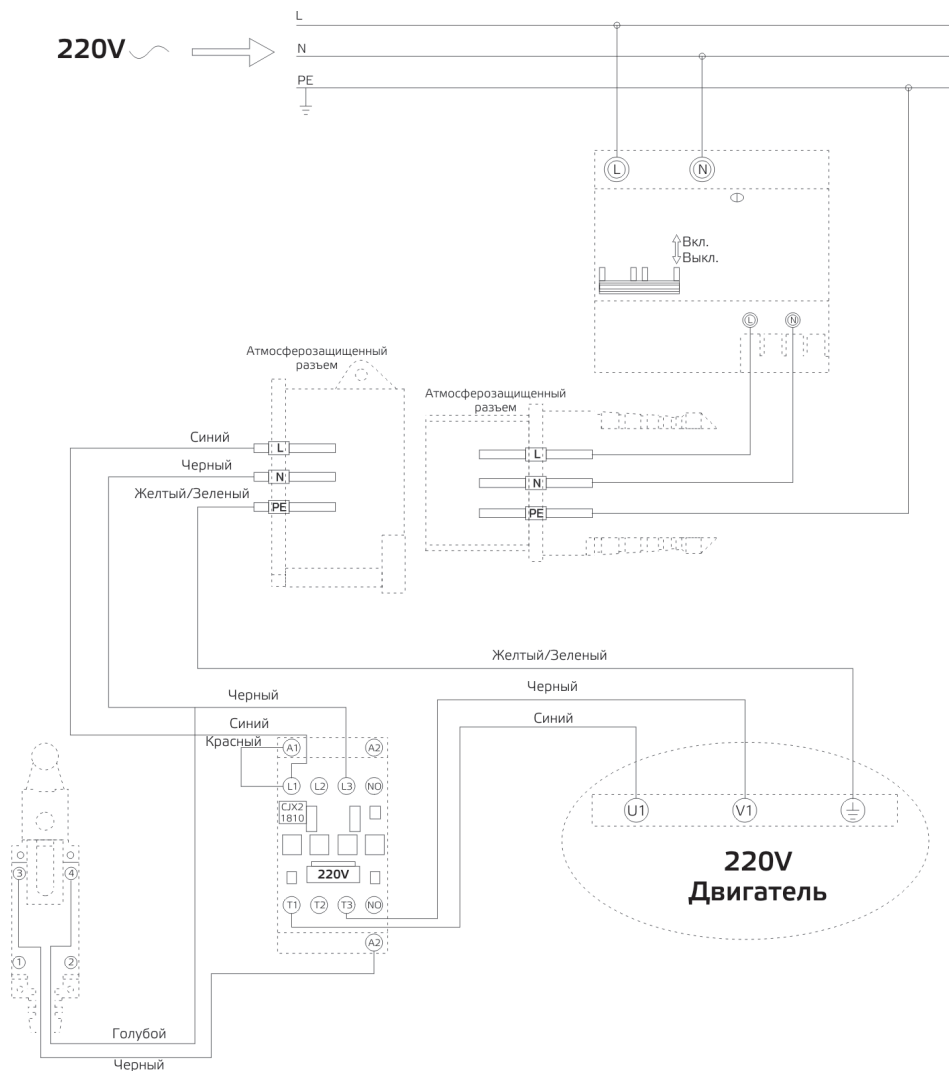 L
220V
N
PE
L N
Вкл.
Выкл.
L N
Атмосферозащищенный
разъем
Атмосферозащищенный
разъем
Синий
L
L
Черный
N
N
Желтый/Зеленый
PE
PE
Желтый/Зеленый
Черный
Черный
Синий
Синий
Красный
A1 A2
L1 L2 L3 NO
CJX2
1810
U1 V1
220V
Двигатель
220V
3 4
T1 T2 T3 NO
A2
1 2
Голубой
Черный